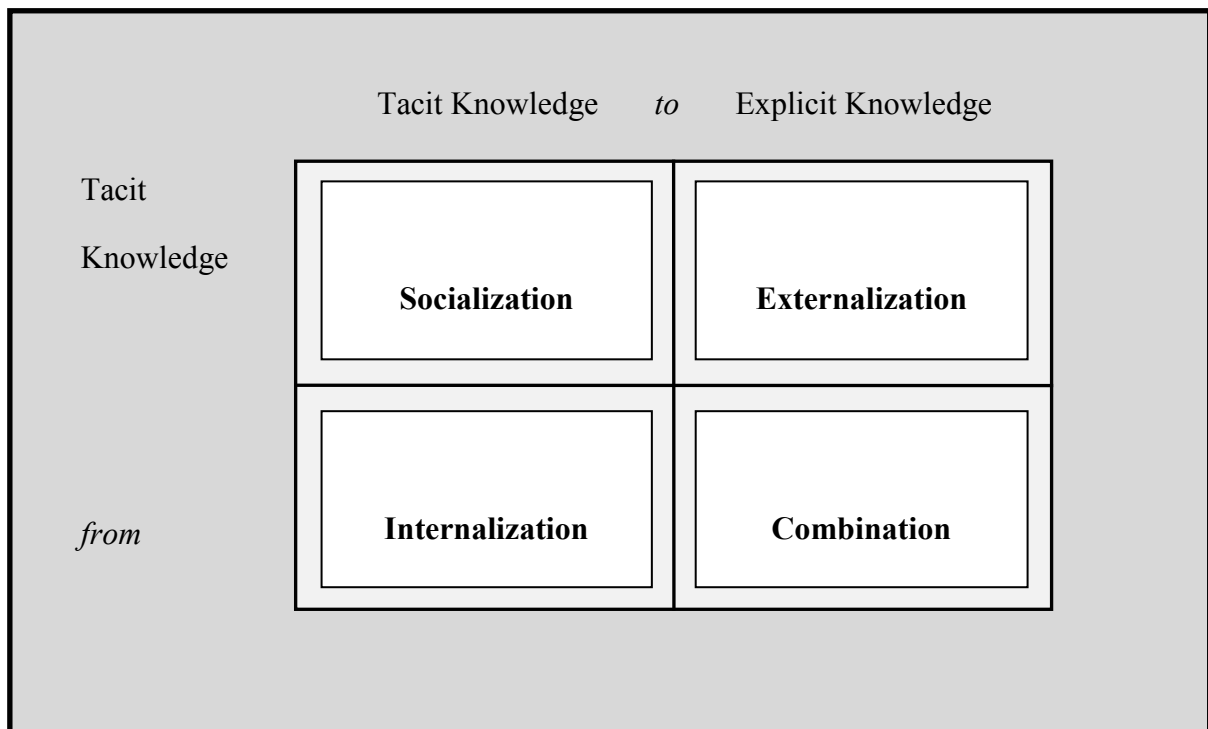 Tacit Knowledge to Explicit Knowledge
Tacit
Knowledge
Socialization Externalization
from
Internalization Combination